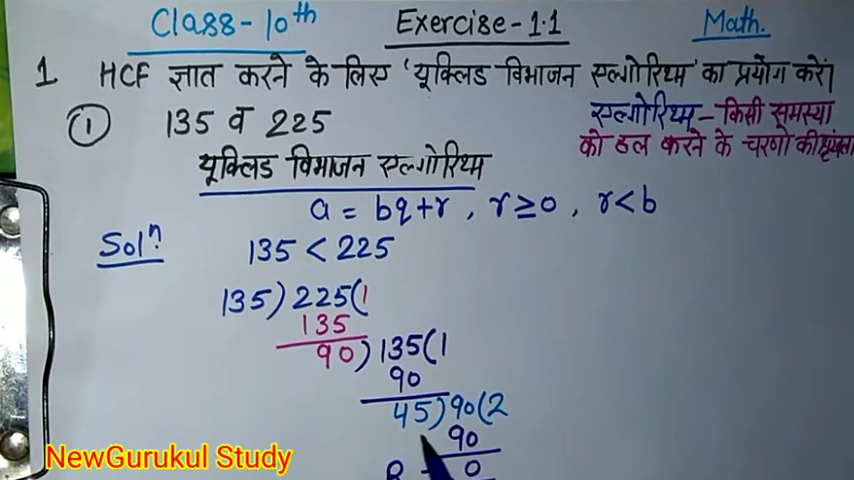 Class-10th Exercise-1.1 Math.
1 HCF ज्ञात करने के लिए 'यूक्लिड विभाजन एल्गोरिथ्म' का प्रयोग करें।
① 135 व 225
एल्गोरिथ्म - किसी समस्या
को हल करने के चरणो की श्रृंखला
यूक्लिड विभाजन एल्गोरिथ्म
a = bq+r, r≥0, r<b
Solⁿ 135 < 225
135) 225(1
135
90) 135(1
90
45) 90(2
90
0
NewGurukul Study